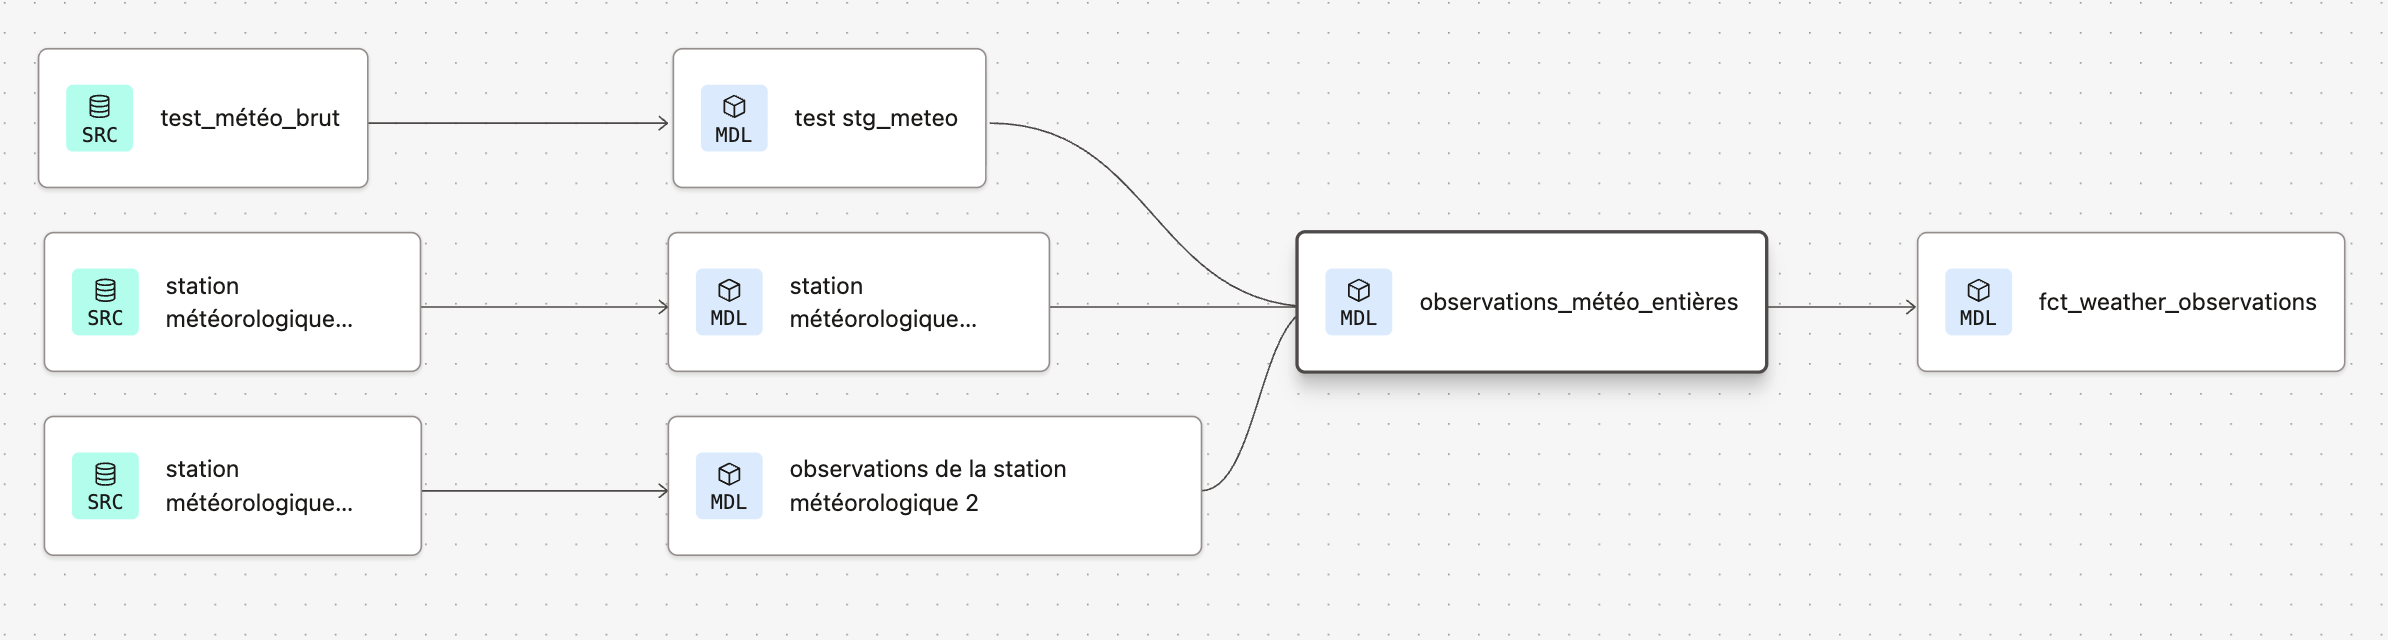 SRC
test_météo_brut
MDL
test stg_meteo
SRC
station
météorologique...
MDL
station
météorologique...
MDL
observations_météo_entières
MDL
fct_weather_observations
SRC
station
météorologique...
MDL
observations de la station
météorologique 2